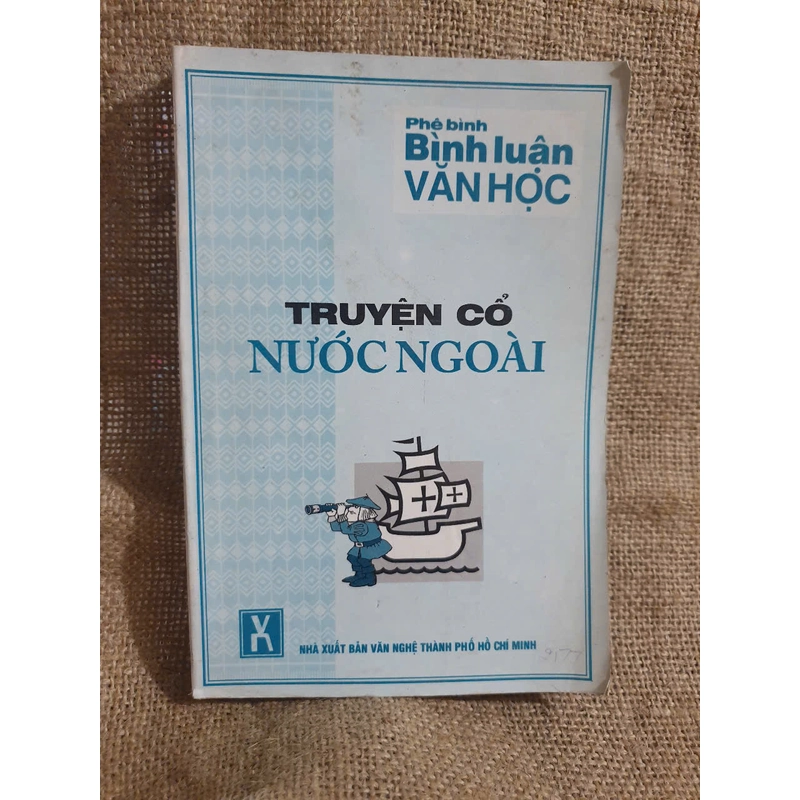 Phê bình
Bình luận
VĂN HỌC
TRUYỆN CỔ
NƯỚC NGOÀI
NHÀ XUẤT BẢN VĂN NGHỆ THÀNH PHỐ HỒ CHÍ MINH